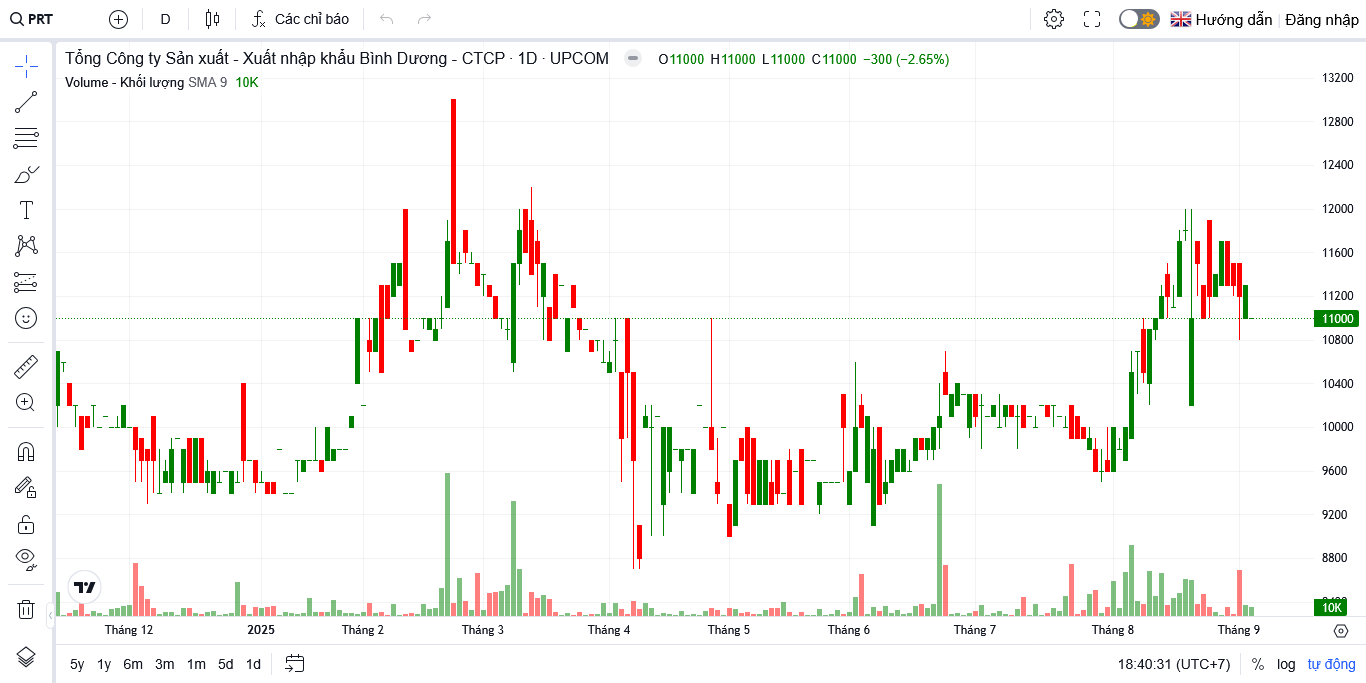 PRT D Các chỉ báo Hướng dẫn Đăng nhập
Tổng Công ty Sản xuất - Xuất nhập khẩu Bình Dương - CTCP · 1D · UPCOM O11000 H11000 L11000 C11000 −300 (−2.65%)
Volume - Khối lượng SMA 9 10K
13200
12800
12400
12000
11600
11200
11000
10800
10400
10000
9600
9200
8800
8400
10K
Tháng 12 2025 Tháng 2 Tháng 3 Tháng 4 Tháng 5 Tháng 6 Tháng 7 Tháng 8 Tháng 9
5y 1y 6m 3m 1m 5d 1d 18:40:31 (UTC+7) % log tự động